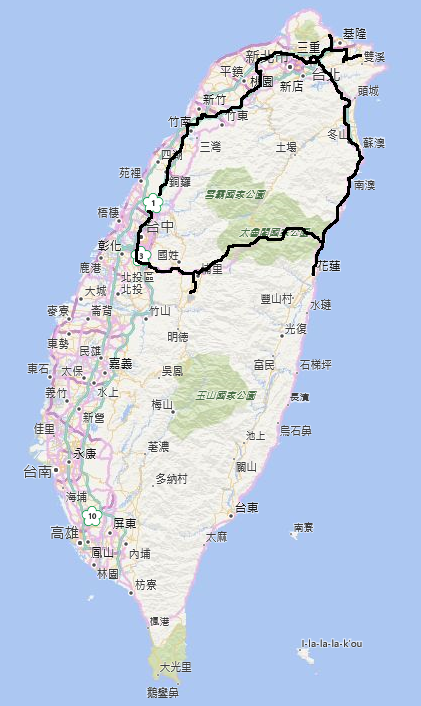 基隆
三重
新北市
雙溪
台北
平鎮
桃園
新店
頭城
新竹
竹南
竹東
冬山
蘇澳
三灣
土場
四湖
苑裡
銅鑼
南澳
雪霸國家公園
1
梧棲
台中
太魯閣國家公園
彰化
3
國姓
鹿港
埔里
花蓮
北投區
北投
大城
豐山村
水璉
麥寮
崙背
竹山
明德
光復
東勢
民雄
嘉義
吳鳳
富民
石梯坪
東石
太保
水上
義竹
玉山國家公園
長濱
梅山
新營
佳里
烏石鼻
池上
荖濃
永康
台南
關山
多納村
海埔
台東
10
屏東
南寮
高雄
太麻
鳳山
內埔
林園
枋寮
楓港
I-la-la-la-k'ou
大光里
鵝鑾鼻